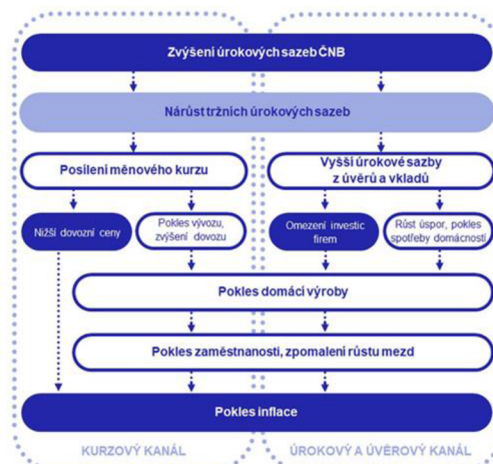 Zvýšení úrokových sazeb ČNB
Nárůst tržních úrokových sazeb
Posílení měnového kurzu
Vyšší úrokové sazby
z úvěrů a vkladů
Nižší dovozní ceny
Pokles vývozu,
zvýšení dovozu
Omezení investic
firem
Růst úspor, pokles
spotřeby domácností
Pokles domácí výroby
Pokles zaměstnanosti, zpomalení růstu mezd
Pokles inflace
KURZOVÝ KANÁL
ÚROKOVÝ A ÚVĚROVÝ KANÁL